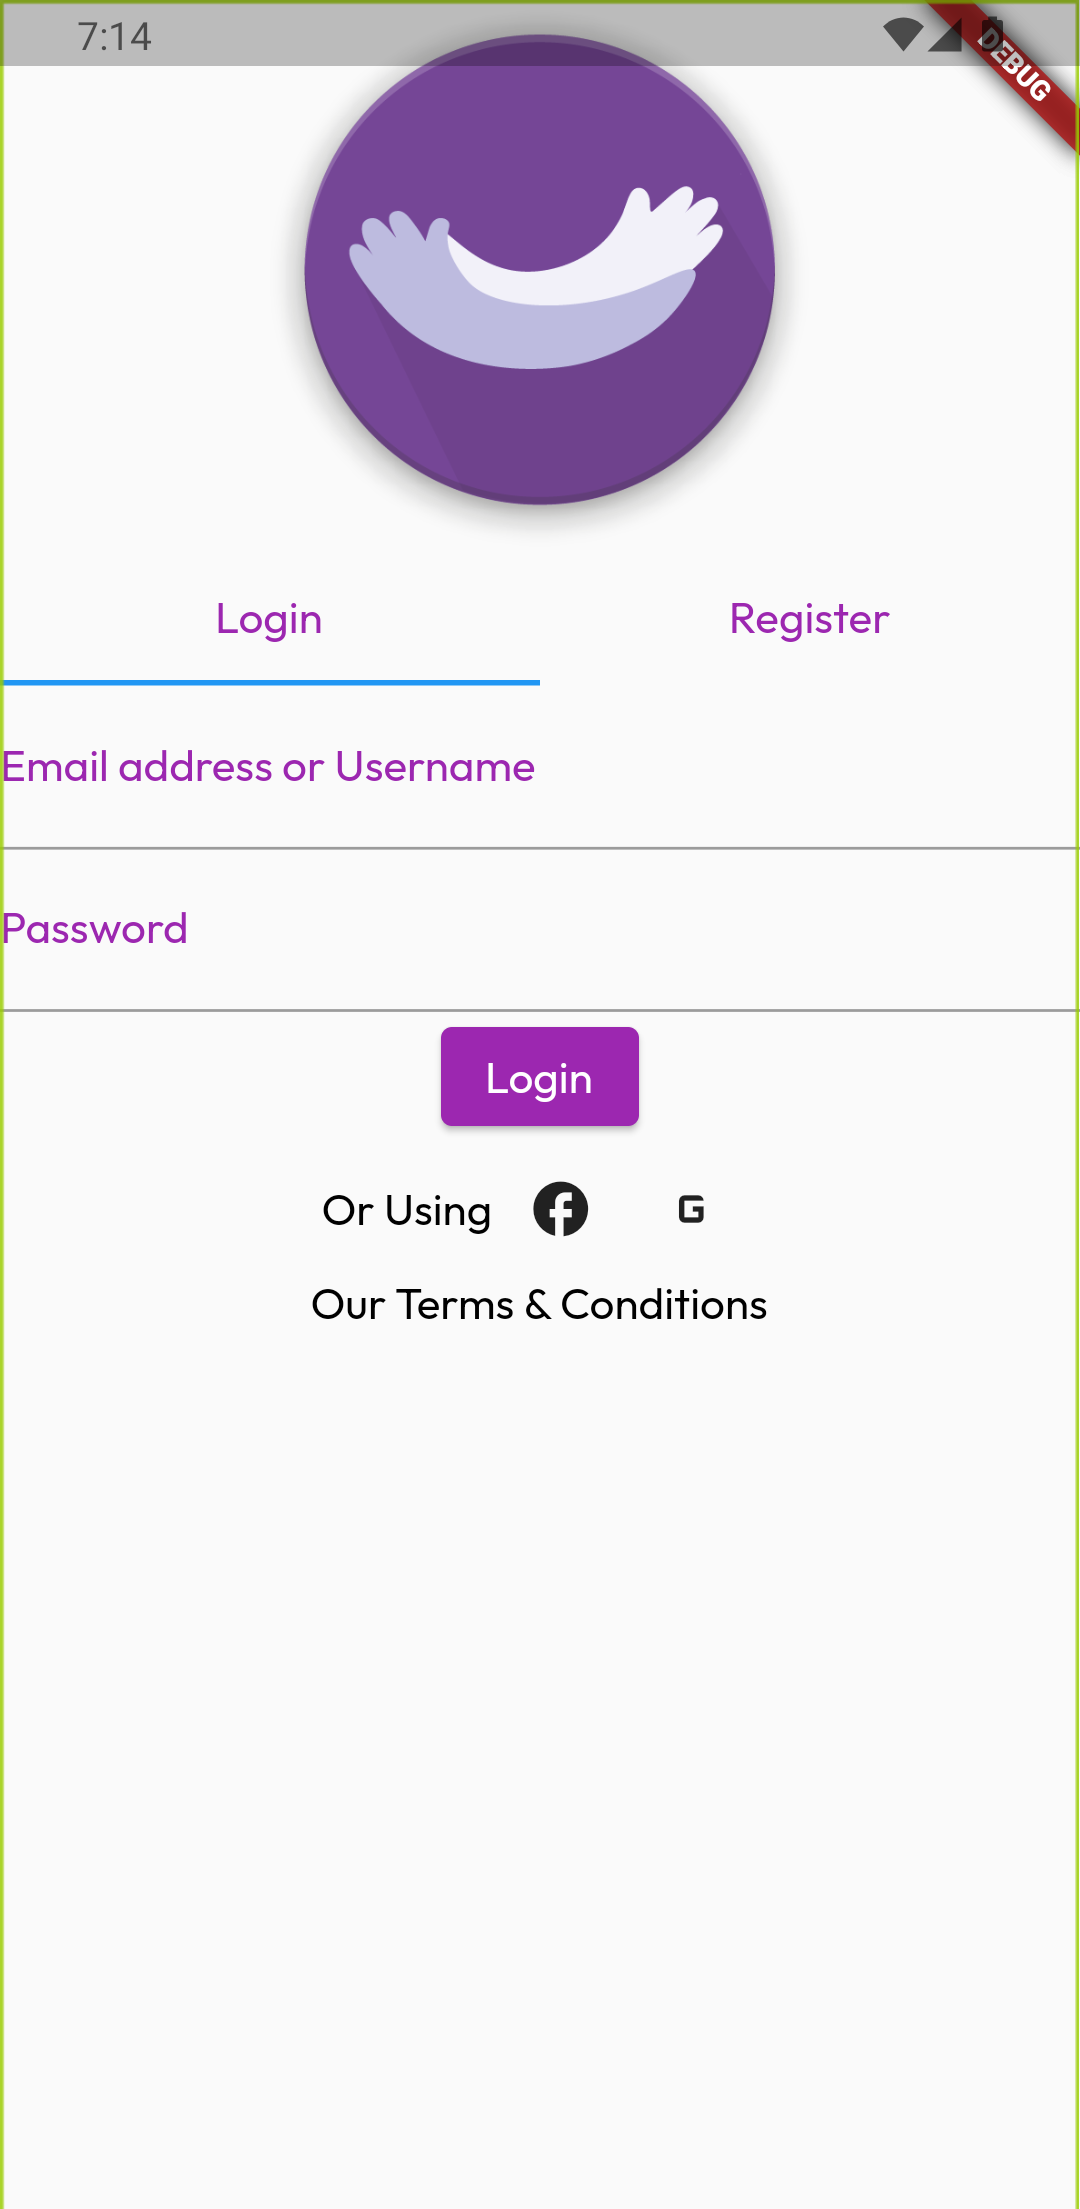 7:14
DEBUG
Login Register
Email address or Username
Password
Login
Or Using G
Our Terms & Conditions